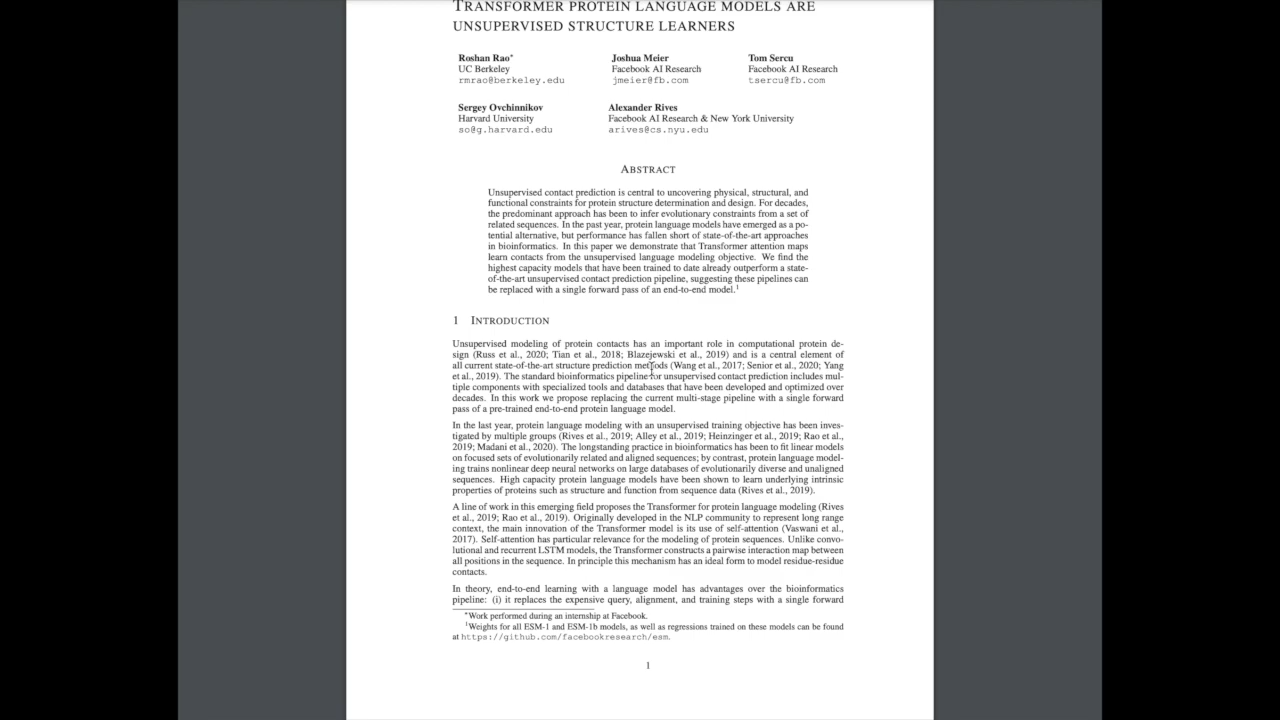 TRANSFORMER PROTEIN LANGUAGE MODELS ARE
UNSUPERVISED STRUCTURE LEARNERS
Roshan Rao*
UC Berkeley
rmrao@berkeley.edu
Joshua Meier
Facebook AI Research
jmeier@fb.com
Tom Sercu
Facebook AI Research
tsercu@fb.com
Sergey Ovchinnikov
Harvard University
so@g.harvard.edu
Alexander Rives
Facebook AI Research & New York University
arives@cs.nyu.edu
ABSTRACT
Unsupervised contact prediction is central to uncovering physical, structural, and
functional constraints for protein structure determination and design. For decades,
the predominant approach has been to infer evolutionary constraints from a set of
related sequences. In the past year, protein language models have emerged as a po-
tential alternative, but performance has fallen short of state-of-the-art approaches
in bioinformatics. In this paper we demonstrate that Transformer attention maps
learn contacts from the unsupervised language modeling objective. We find the
highest capacity models that have been trained to date already outperform a state-
of-the-art unsupervised contact prediction pipeline, suggesting these pipelines can
be replaced with a single forward pass of an end-to-end model.1
1 INTRODUCTION
Unsupervised modeling of protein contacts has an important role in computational protein de-
sign (Russ et al., 2020; Tian et al., 2018; Blazejewski et al., 2019) and is a central element of
all current state-of-the-art structure prediction methods (Wang et al., 2017; Senior et al., 2020; Yang
et al., 2019). The standard bioinformatics pipeline for unsupervised contact prediction includes mul-
tiple components with specialized tools and databases that have been developed and optimized over
decades. In this work we propose replacing the current multi-stage pipeline with a single forward
pass of a pre-trained end-to-end protein language model.
In the last year, protein language modeling with an unsupervised training objective has been inves-
tigated by multiple groups (Rives et al., 2019; Alley et al., 2019; Heinzinger et al., 2019; Rao et al.,
2019; Madani et al., 2020). The longstanding practice in bioinformatics has been to fit linear models
on focused sets of evolutionarily related and aligned sequences; by contrast, protein language model-
ing trains nonlinear deep neural networks on large databases of evolutionarily diverse and unaligned
sequences. High capacity protein language models have been shown to learn underlying intrinsic
properties of proteins such as structure and function from sequence data (Rives et al., 2019).
A line of work in this emerging field proposes the Transformer for protein language modeling (Rives
et al., 2019; Rao et al., 2019). Originally developed in the NLP community to represent long range
context, the main innovation of the Transformer model is its use of self-attention (Vaswani et al.,
2017). Self-attention has particular relevance for the modeling of protein sequences. Unlike convo-
lutional and recurrent LSTM models, the Transformer constructs a pairwise interaction map between
all positions in the sequence. In principle this mechanism has an ideal form to model residue-residue
contacts.
In theory, end-to-end learning with a language model has advantages over the bioinformatics
pipeline: (i) it replaces the expensive query, alignment, and training steps with a single forward
*Work performed during an internship at Facebook.
1Weights for all ESM-1 and ESM-1b models, as well as regressions trained on these models can be found
at https://github.com/facebookresearch/esm.
1